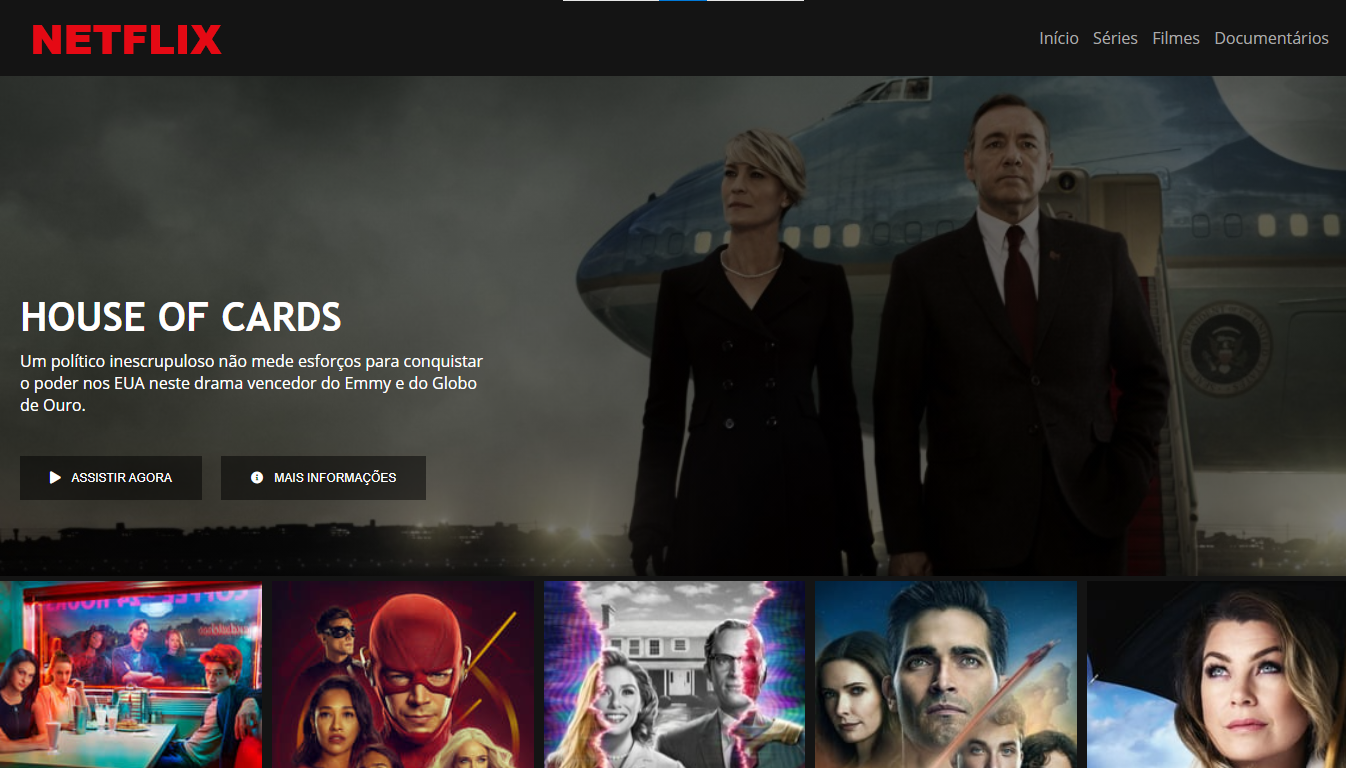 NETFLIX
Início Séries Filmes Documentários
HOUSE OF CARDS
Um político inescrupuloso não mede esforços para conquistar
o poder nos EUA neste drama vencedor do Emmy e do Globo
de Ouro.
ASSISTIR AGORA MAIS INFORMAÇÕES